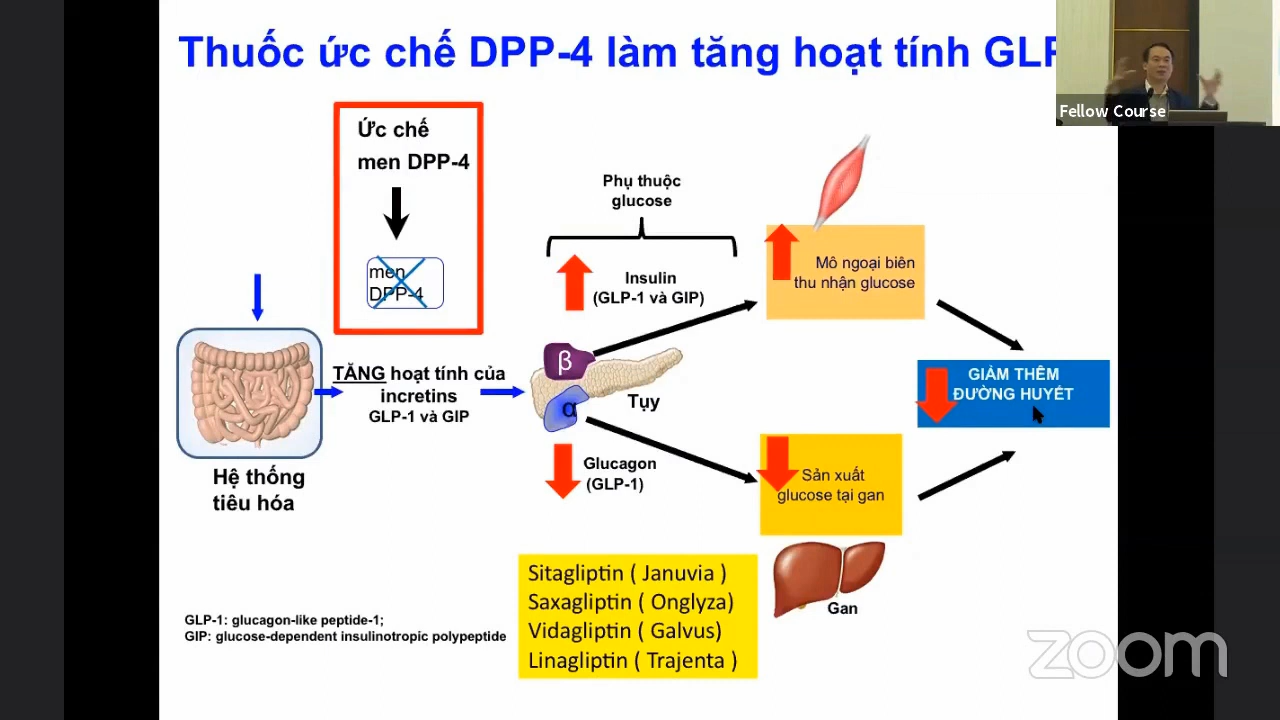 Thuốc ức chế DPP-4 làm tăng hoạt tính GLP
Fellow Course
Ức chế
men DPP-4
men
DPP-4
Phụ thuộc
glucose
Insulin
(GLP-1 và GIP)
Mô ngoại biên
thu nhận glucose
TĂNG hoạt tính của
incretins
GLP-1 và GIP
β
α
Tụy
GIẢM THÊM
ĐƯỜNG HUYẾT
Hệ thống
tiêu hóa
Glucagon
(GLP-1)
Sản xuất
glucose tại gan
Sitagliptin ( Januvia )
Saxagliptin ( Onglyza)
Vidagliptin ( Galvus)
Linagliptin ( Trajenta )
Gan
GLP-1: glucagon-like peptide-1;
GIP: glucose-dependent insulinotropic polypeptide
zoom